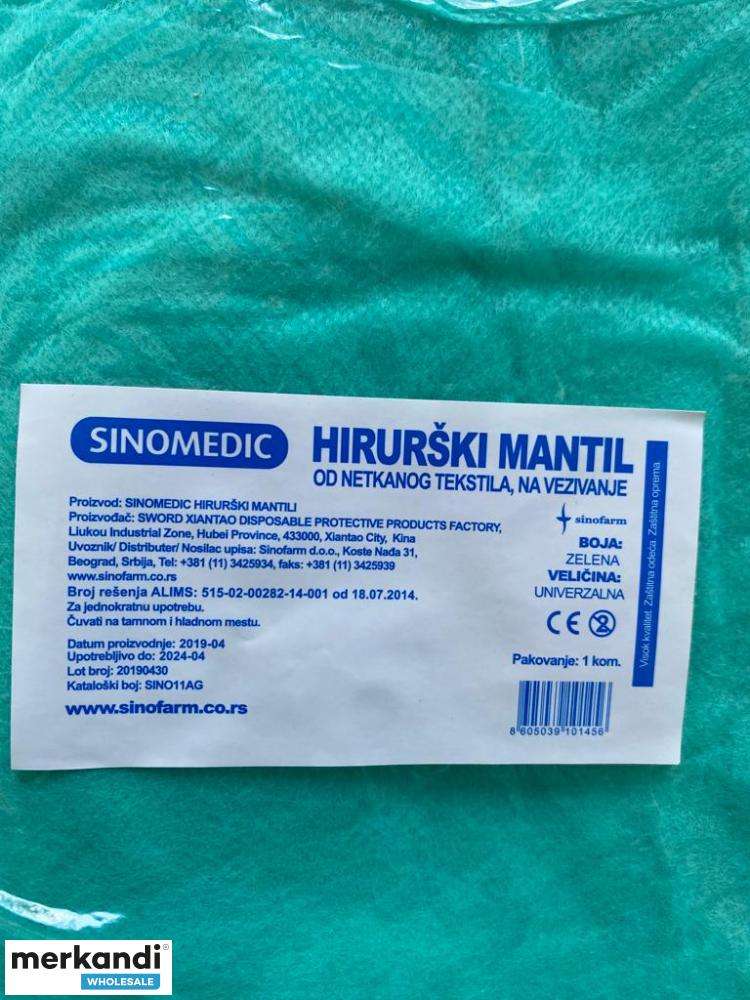 SINOMEDIC
HIRURŠKI MANTIL
OD NETKANOG TEKSTILA, NA VEZIVANJE
Proizvod: SINOMEDIC HIRURŠKI MANTILI
Proizvođač: SWORD XIANTAO DISPOSABLE PROTECTIVE PRODUCTS FACTORY,
Liukou Industrial Zone, Hubei Province, 433000, Xiantao City, Kina
Uvoznik/ Distributer/ Nosilac upisa: Sinofarm d.o.o., Koste Nađa 31,
Beograd, Srbija, Tel: +381 (11) 3425934, faks: +381 (11) 3425939
www.sinofarm.co.rs
Broj rešenja ALIMS: 515-02-00282-14-001 od 18.07.2014.
Za jednokratnu upotrebu.
Čuvati na tamnom i hladnom mestu.
Datum proizvodnje: 2019-04
Upotrebljivo do: 2024-04
Lot broj: 20190430
Kataloški boj: SINO11AG
www.sinofarm.co.rs
sinofarm
BOJA:
ZELENA
VELIČINA:
UNIVERZALNA
CE 2
Pakovanje: 1 kom.
8 605039 101456
Visok kvalitet. Zaštitna odeća. Zaštitna oprema
merkandi®
WHOLESALE